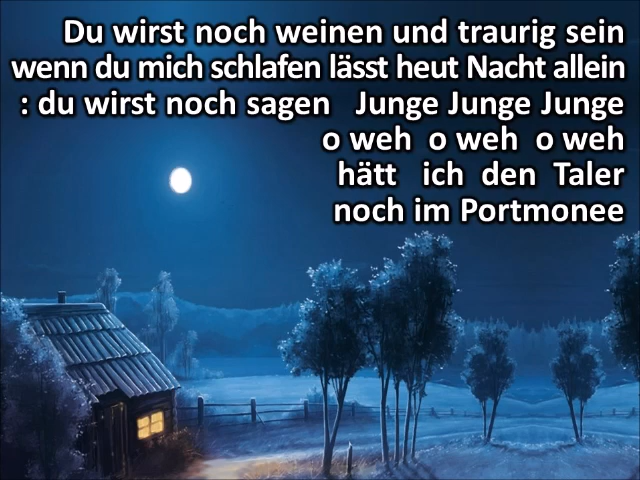 Du wirst noch weinen und traurig sein
wenn du mich schlafen lässt heut Nacht allein
: du wirst noch sagen Junge Junge Junge
o weh o weh o weh
hätt ich den Taler
noch im Portmonee